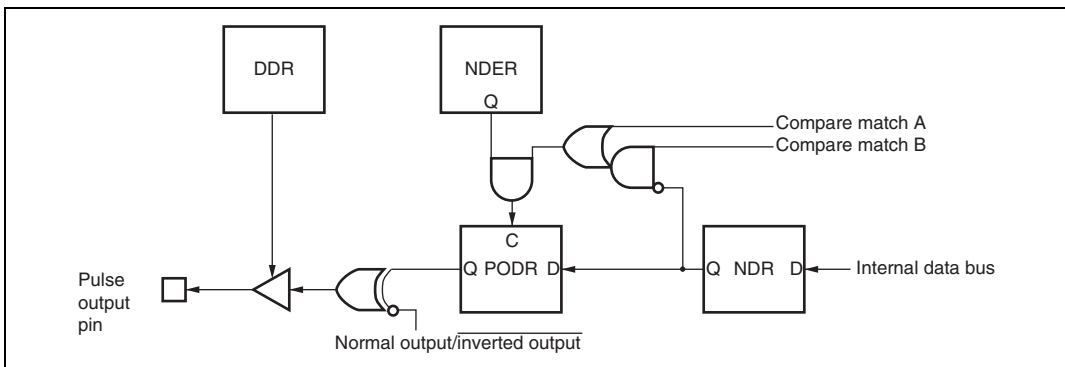 DDR
NDER
Q
Compare match A
Compare match B
C
Q PODR D
Q NDR D
Internal data bus
Pulse
output
pin
Normal output/inverted output